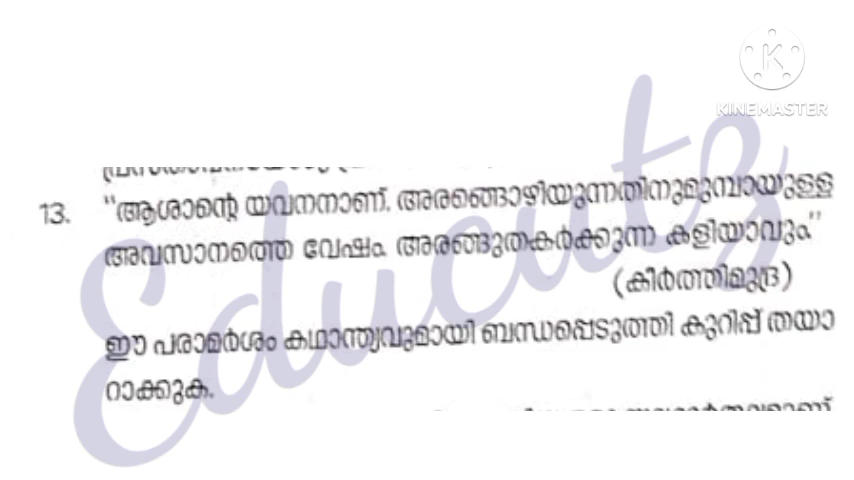 KINEMASTER
13. "ആശാന്റെ യവനനാണ്. അരങ്ങൊഴിയുന്നതിനുമുമ്പായുള്ള
അവസാനത്തെ വേഷം. അരങ്ങുതകർക്കുന്ന കളിയാവും."
(കീർത്തിമുദ്ര)
ഈ പരാമർശം കഥാന്ത്യവുമായി ബന്ധപ്പെടുത്തി കുറിപ്പ് തയാ
റാക്കുക.
Educutz